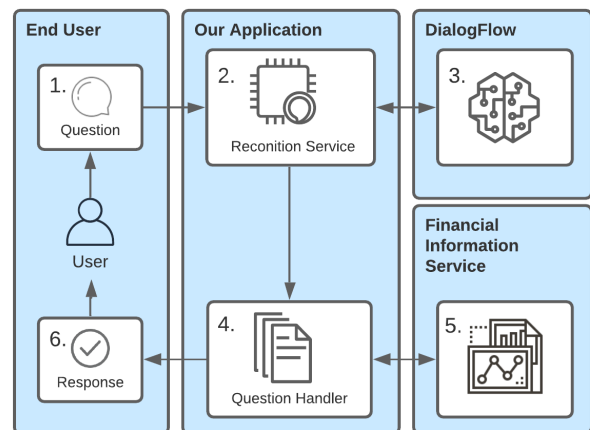 End User
Our Application
DialogFlow
1.
Question
2.
Reconition Service
3.
User
Financial
Information
Service
6.
Response
4.
Question Handler
5.